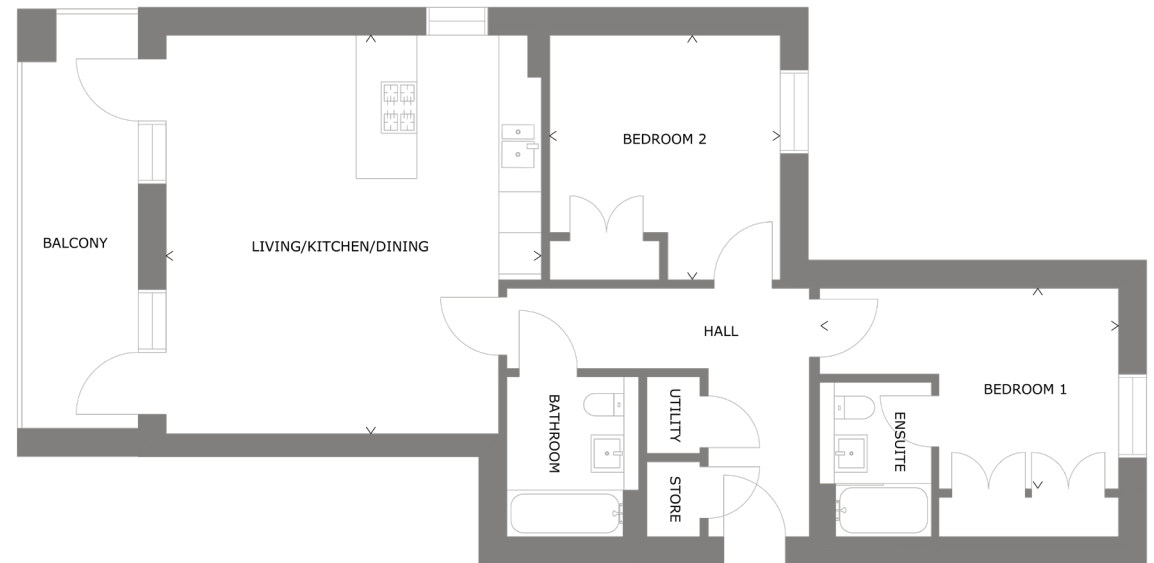 BEDROOM 2
BALCONY
LIVING/KITCHEN/DINING
HALL
BEDROOM 1
BATHROOM
UTILITY
ENSUITE
STORE